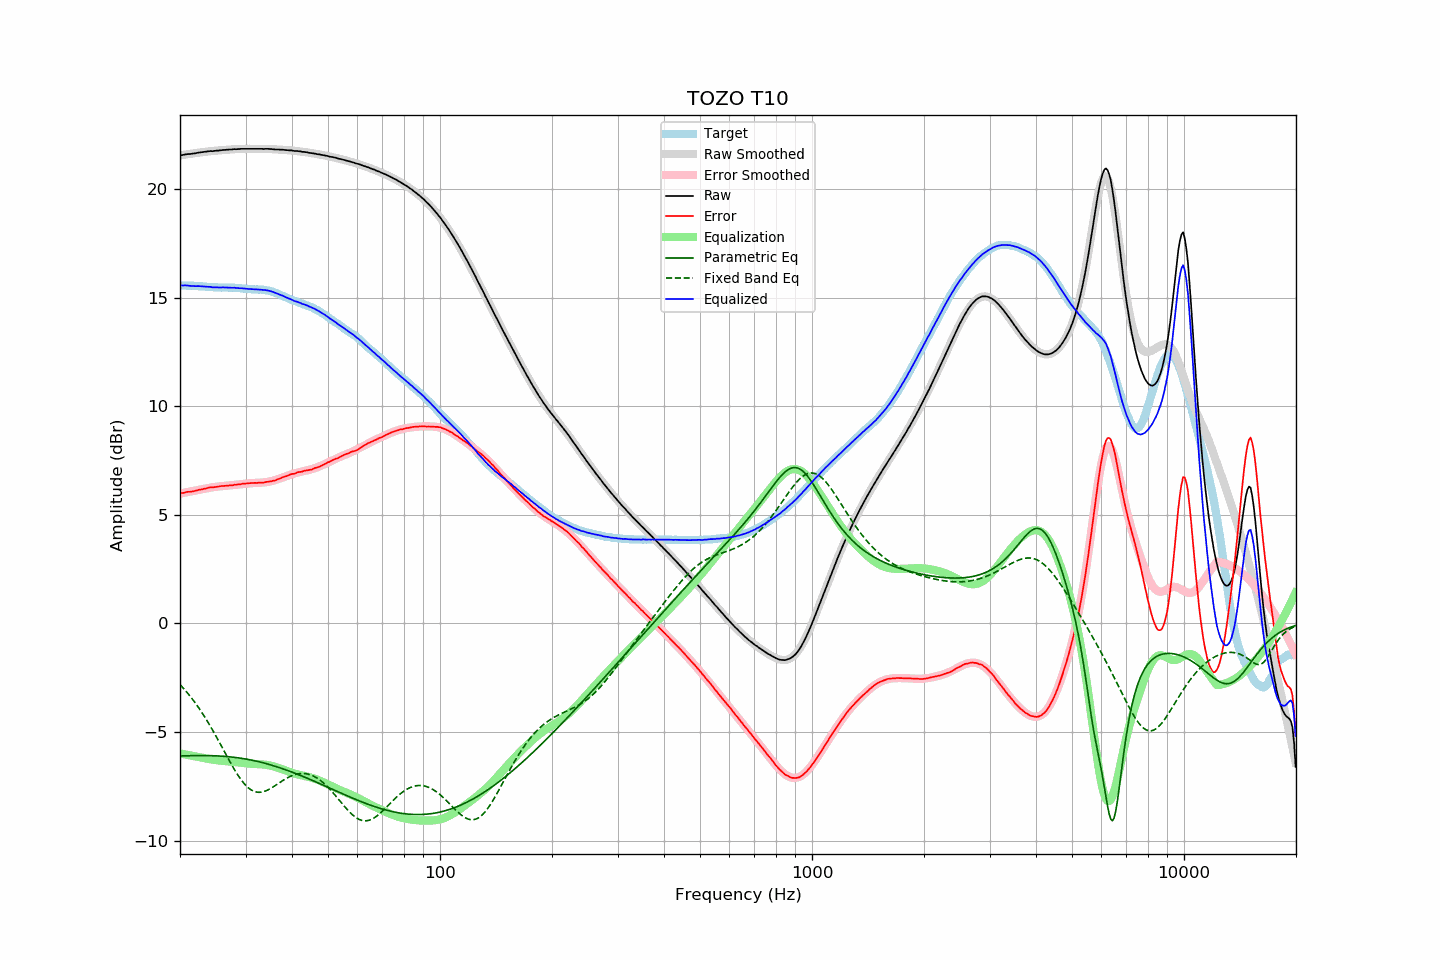 TOZO T10
Target
Raw Smoothed
Error Smoothed
Raw
Error
Equalization
Parametric Eq
Fixed Band Eq
Equalized
20
15
10
5
0
−5
−10
Amplitude (dBr)
100 1000 10000
Frequency (Hz)